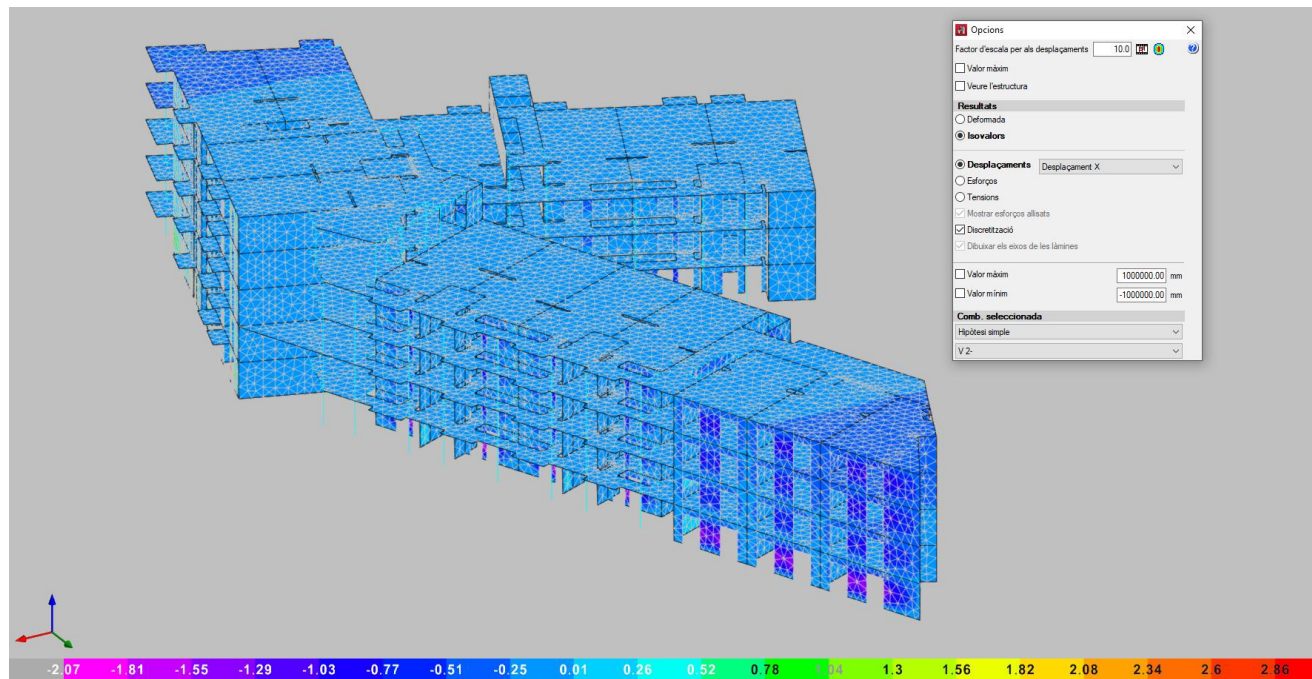 Opcions
Factor d'escala per als desplaçaments 10.0
Valor màxim
Veure l'estructura
Resultats
Deformada
Isovalors
Desplaçaments Desplaçament X
Esforços
Tensions
Mostrar esforços allisats
Discretització
Dibuixar els eixos de les làmines
Valor màxim 1000000.00 mm
Valor mínim -1000000.00 mm
Comb. seleccionada
Hipòtesi simple
V 2-
-2.07 -1.81 -1.55 -1.29 -1.03 -0.77 -0.51 -0.25 0.01 0.26 0.52 0.78 1.04 1.3 1.56 1.82 2.08 2.34 2.6 2.86